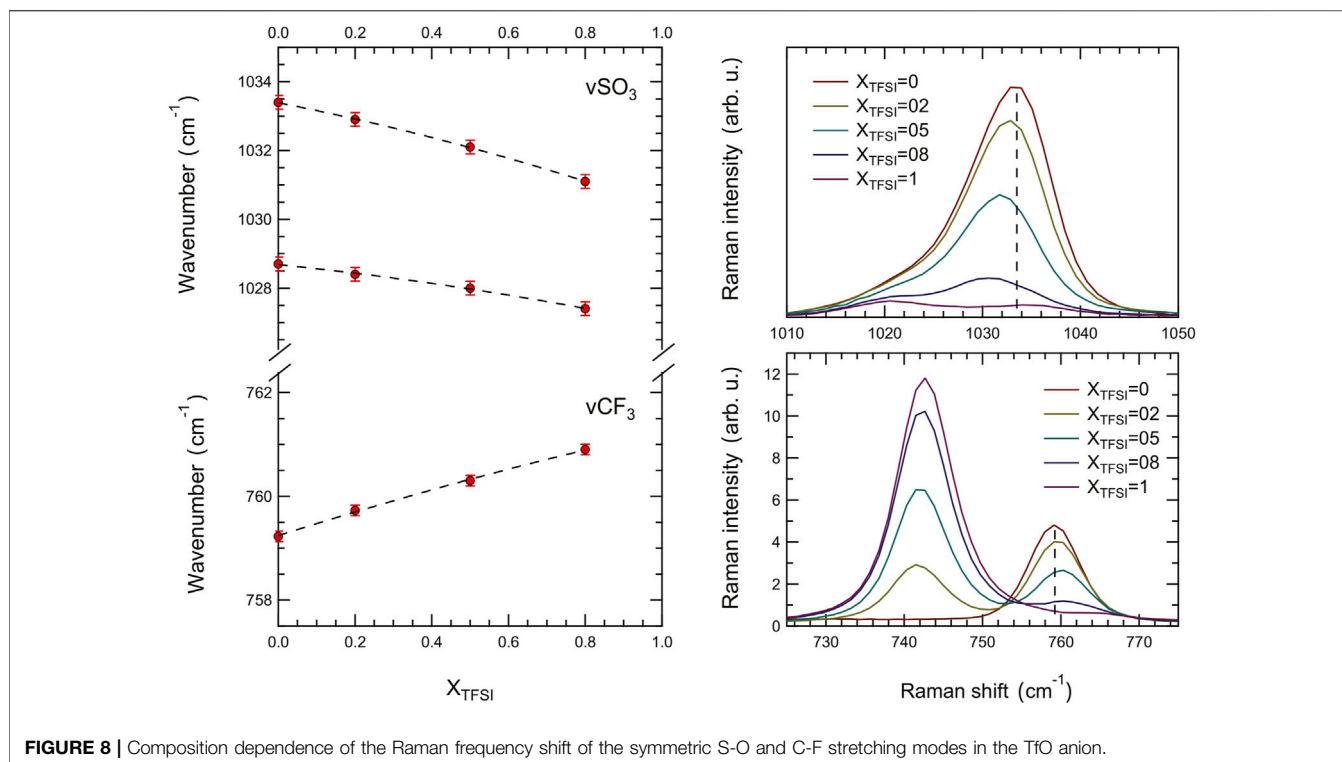 0.0 0.2 0.4 0.6 0.8 1.0
1034
1032
1030
1028
Wavenumber (cm-1)
νSO3
762
760
758
Wavenumber (cm-1)
νCF3
0.0 0.2 0.4 0.6 0.8 1.0
XTFSI
Raman intensity (arb. u.)
XTFSI=0
XTFSI=02
XTFSI=05
XTFSI=08
XTFSI=1
1010 1020 1030 1040 1050
12
10
8
6
4
2
0
Raman intensity (arb. u.)
XTFSI=0
XTFSI=02
XTFSI=05
XTFSI=08
XTFSI=1
730 740 750 760 770
Raman shift (cm-1)
FIGURE 8 | Composition dependence of the Raman frequency shift of the symmetric S-O and C-F stretching modes in the TfO anion.